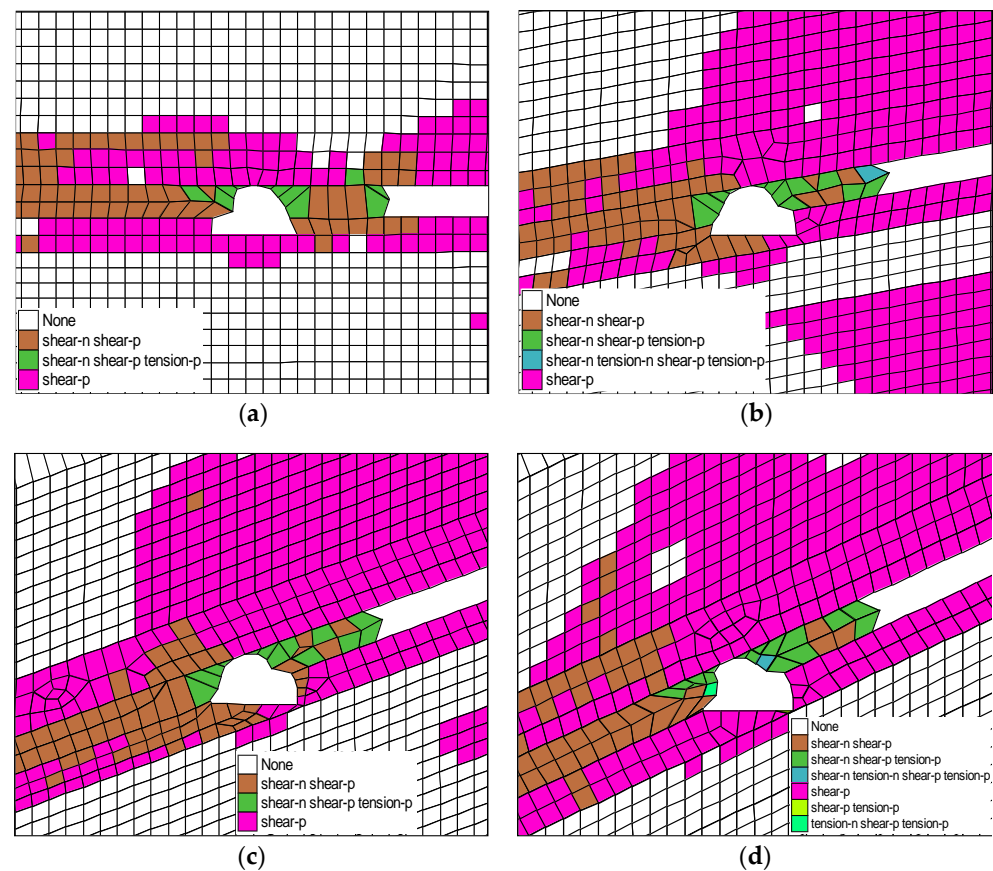 None
shear-n shear-p
shear-n shear-p tension-p
shear-p
(a)
None
shear-n shear-p
shear-n shear-p tension-p
shear-n tension-n shear-p tension-p
shear-p
(b)
None
shear-n shear-p
shear-n shear-p tension-p
shear-p
(c)
None
shear-n shear-p
shear-n shear-p tension-p
shear-n tension-n shear-p tension-p
shear-p
shear-p tension-p
tension-n shear-p tension-p
(d)